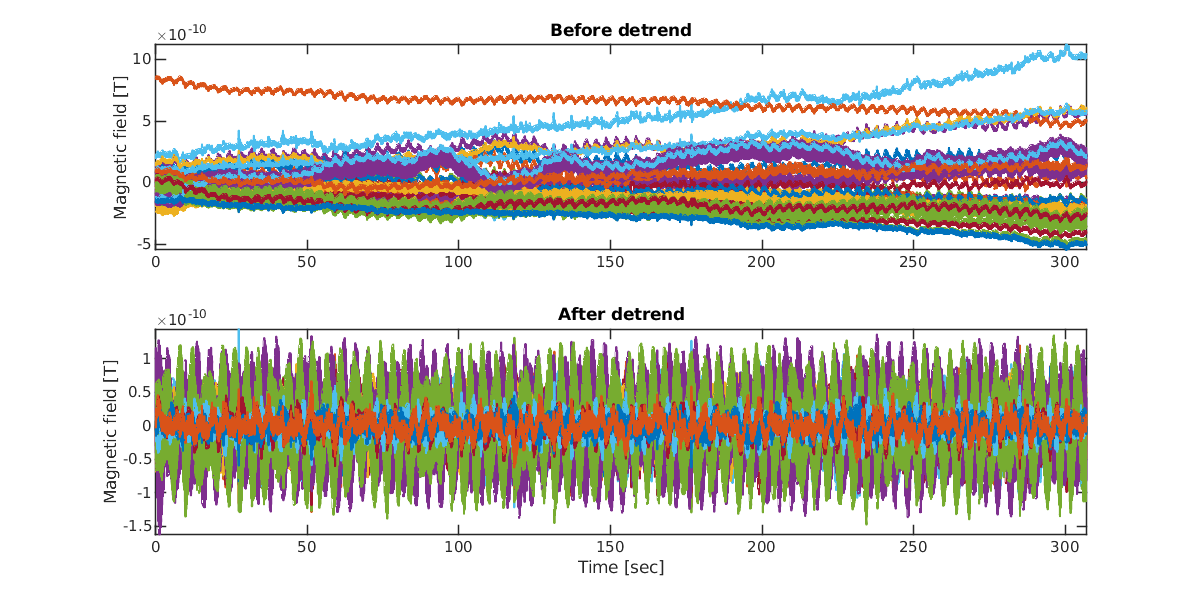 Before detrend
×10-10
Magnetic field [T]
10
5
0
-5
0 50 100 150 200 250 300
After detrend
×10-10
Magnetic field [T]
1
0.5
0
-0.5
-1
-1.5
0 50 100 150 200 250 300
Time [sec]